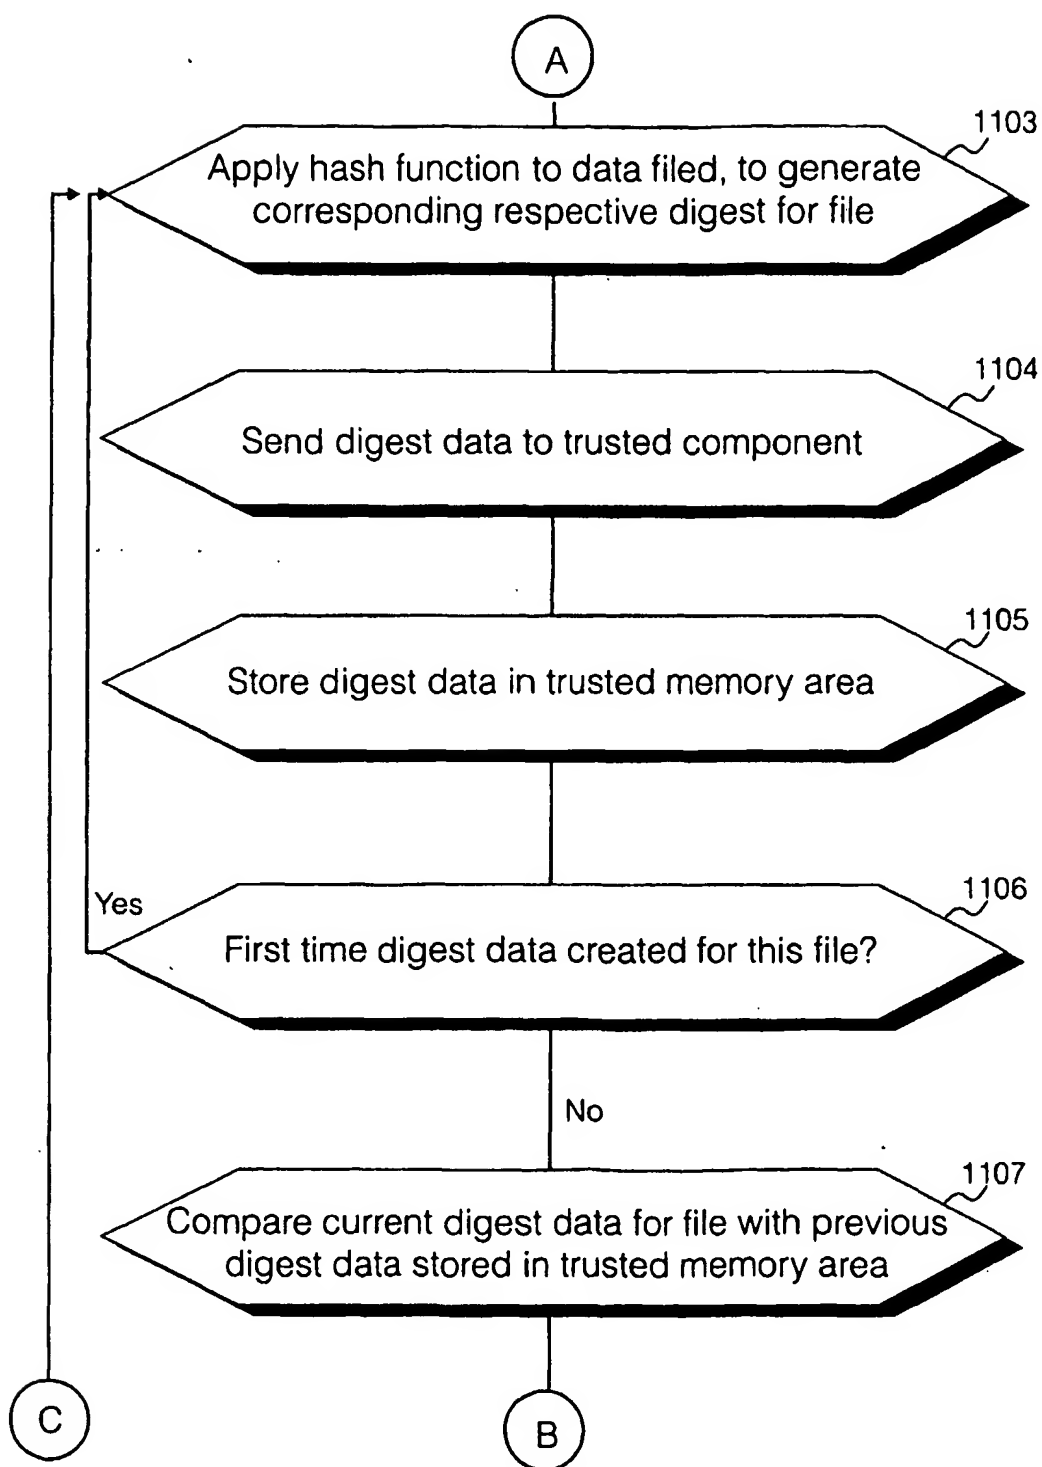 A
1103
Apply hash function to data filed, to generate
corresponding respective digest for file
1104
Send digest data to trusted component
1105
Store digest data in trusted memory area
1106
Yes
First time digest data created for this file?
No
1107
Compare current digest data for file with previous
digest data stored in trusted memory area
C
B